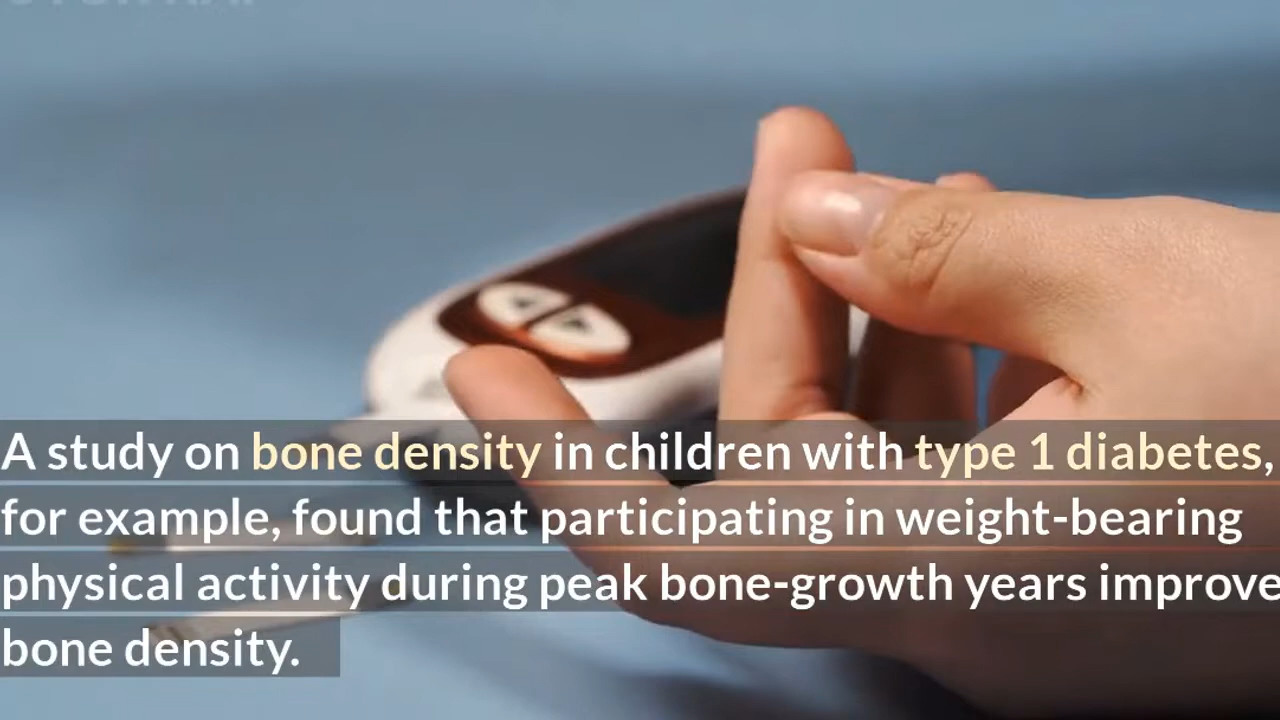 A study on bone density in children with type 1 diabetes,
for example, found that participating in weight-bearing
physical activity during peak bone-growth years improve
bone density.